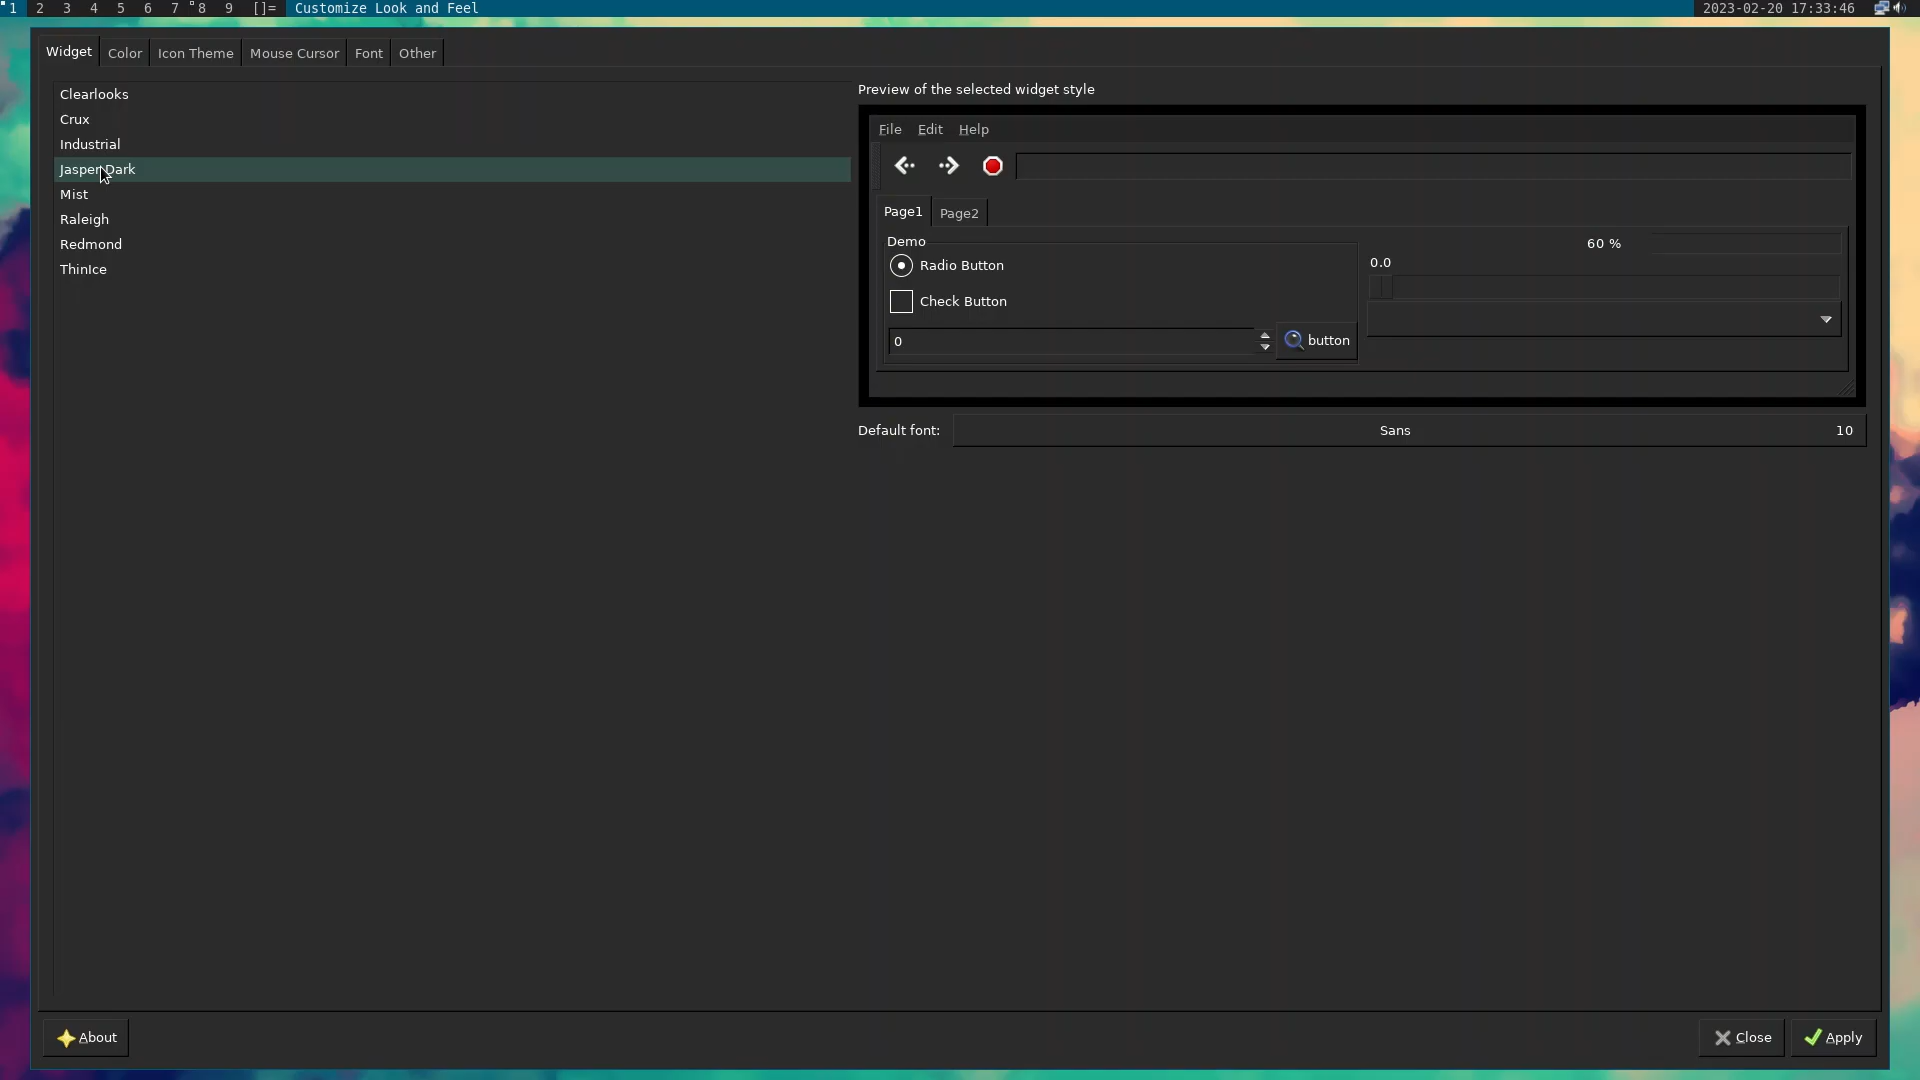 1 2 3 4 5 6 7 8 9 []= Customize Look and Feel 2023-02-20 17:33:46
Widget Color Icon Theme Mouse Cursor Font Other
Clearlooks
Crux
Industrial
Jasper Dark
Mist
Raleigh
Redmond
ThinIce
Preview of the selected widget style
File Edit Help
Page1 Page2
Demo
Radio Button
Check Button
0 button
60 %
0.0
Default font: Sans 10
About Close Apply